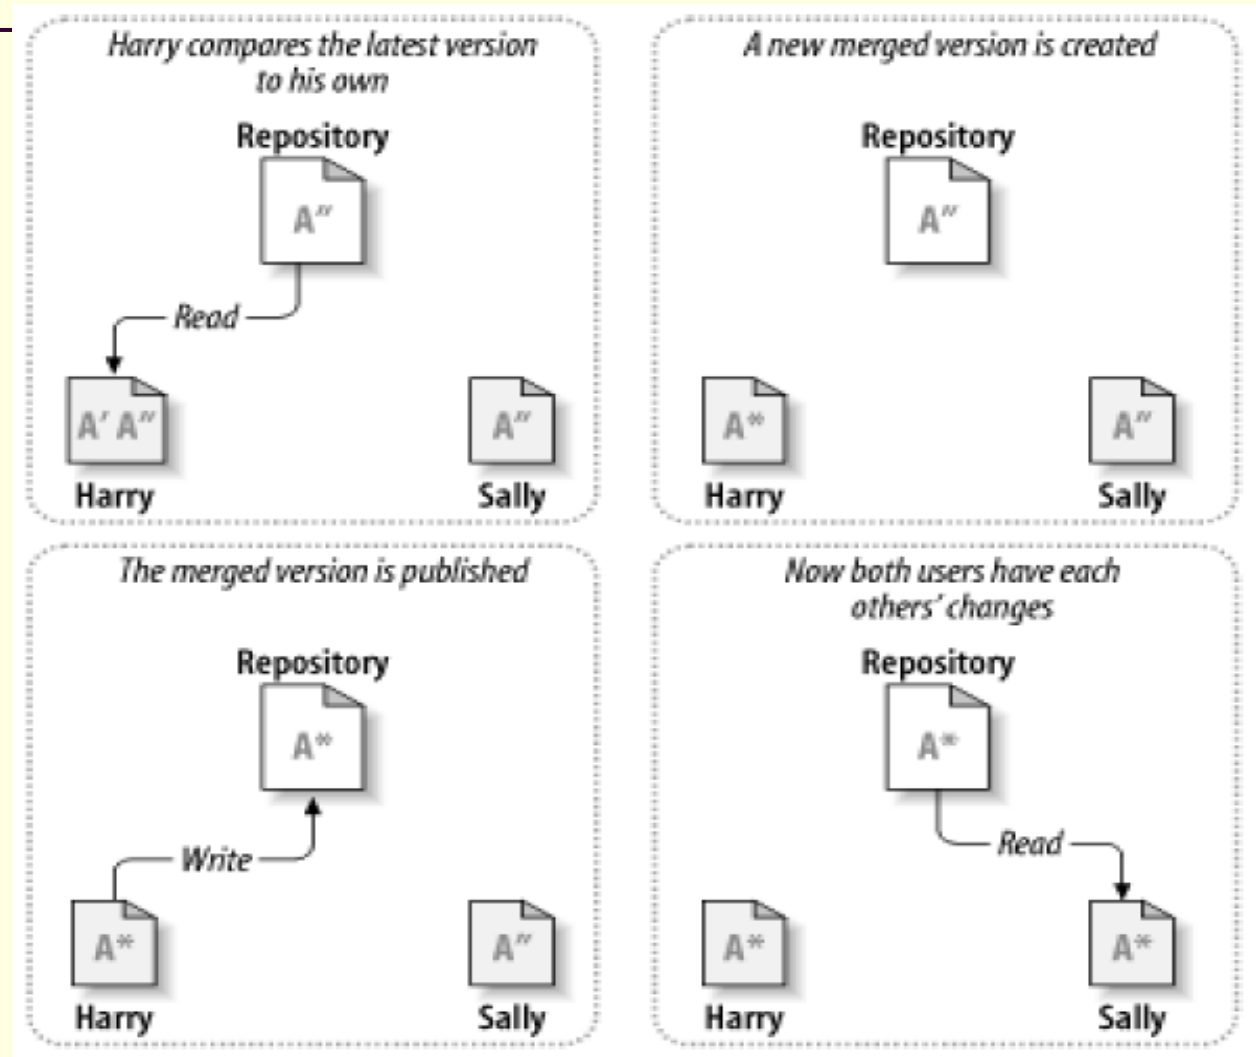 Harry compares the latest version
to his own
Repository
A″
Read
A′ A″
A″
Harry
Sally
A new merged version is created
Repository
A″
A*
A″
Harry
Sally
The merged version is published
Repository
A*
Write
A*
A″
Harry
Sally
Now both users have each
others’ changes
Repository
A*
Read
A*
A*
Harry
Sally